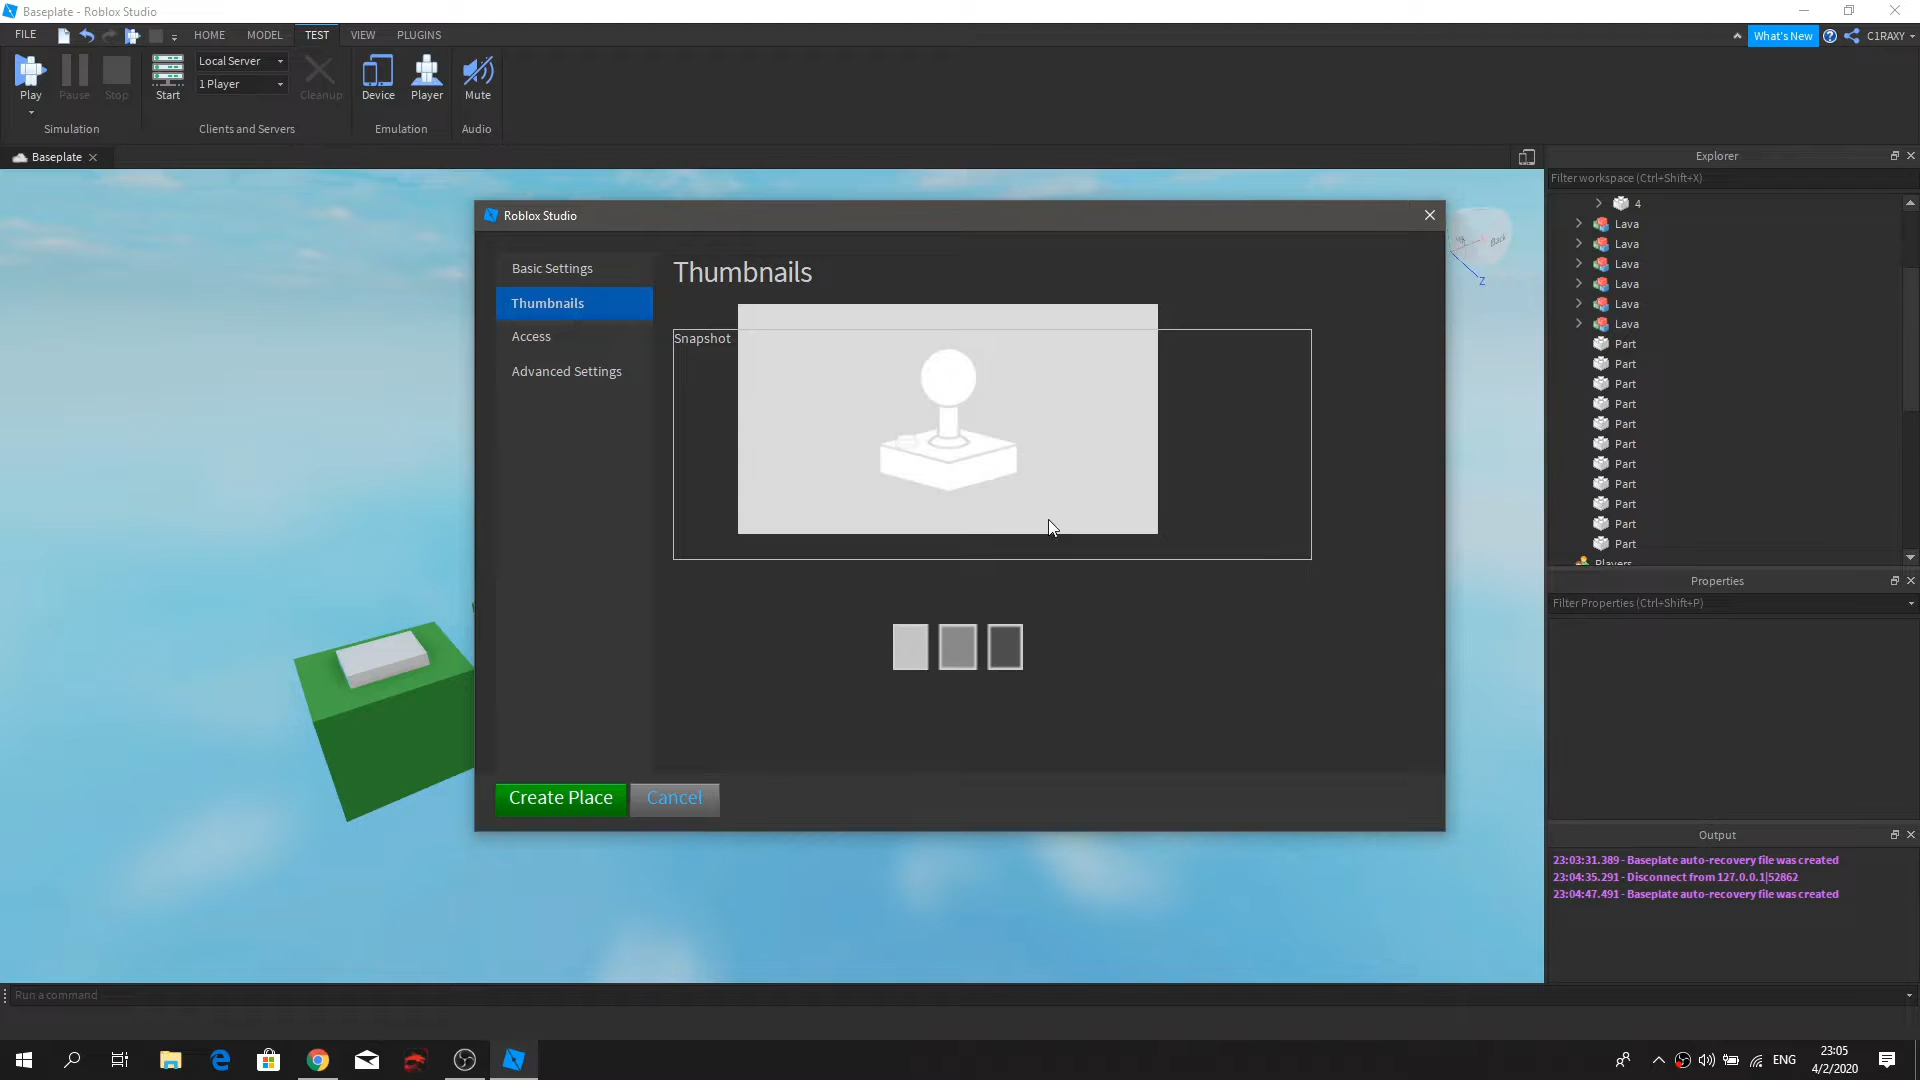 Baseplate - Roblox Studio
FILE HOME MODEL TEST VIEW PLUGINS What's New C1RAXY
Local Server
1 Player
Play Pause Stop Start Cleanup Device Player Mute
Simulation Clients and Servers Emulation Audio
Baseplate
Explorer
Filter workspace (Ctrl+Shift+X)
4
Lava
Lava
Lava
Lava
Lava
Lava
Part
Part
Part
Part
Part
Part
Part
Part
Part
Part
Part
Players
Back
Z
Roblox Studio
Basic Settings
Thumbnails
Access
Advanced Settings
Thumbnails
Snapshot
Create Place Cancel
Properties
Filter Properties (Ctrl+Shift+P)
Output
23:03:31.389 - Baseplate auto-recovery file was created
23:04:35.291 - Disconnect from 127.0.0.1|52862
23:04:47.491 - Baseplate auto-recovery file was created
Run a command
ENG
23:05
4/2/2020